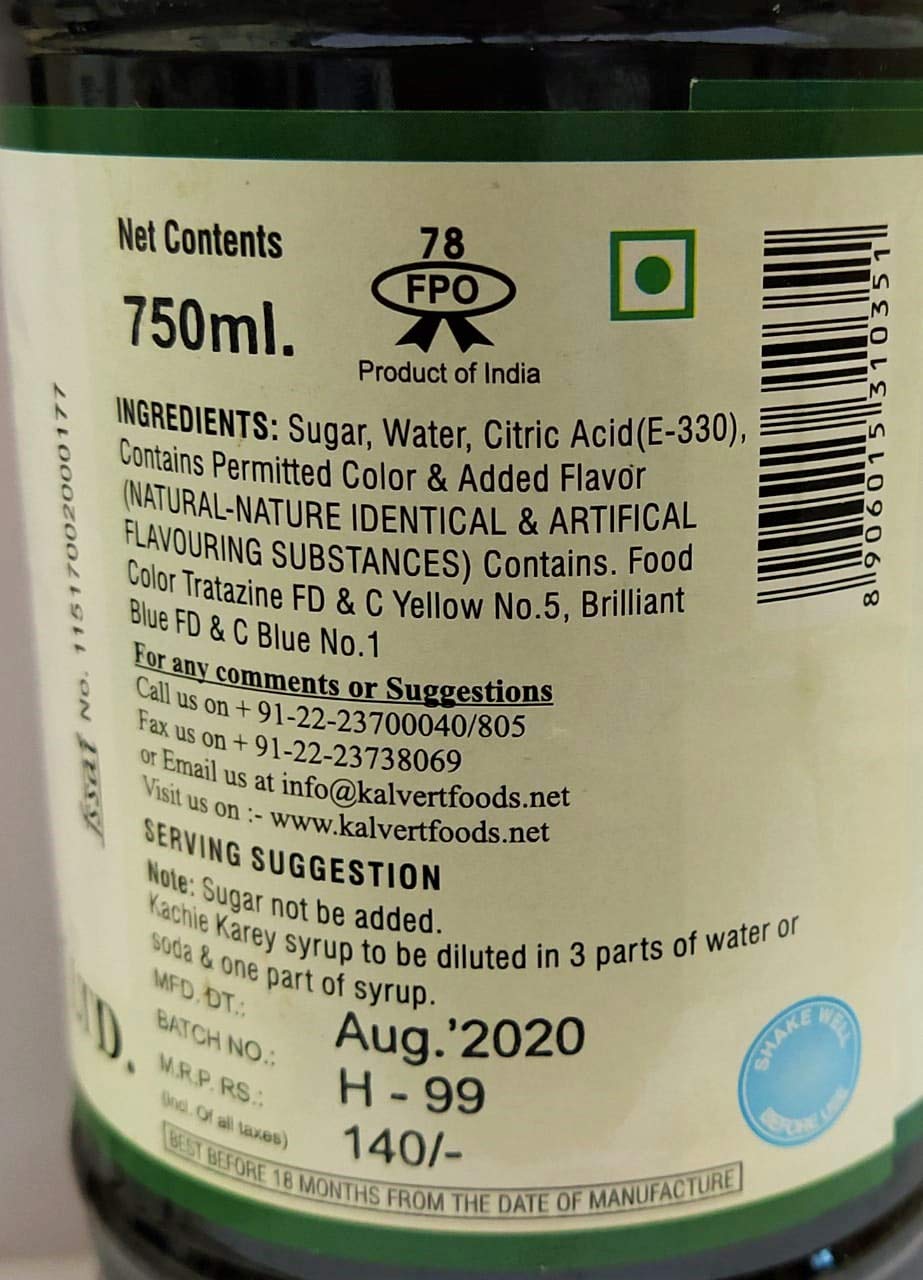 Net Contents
750ml.
78
FPO
Product of India
INGREDIENTS: Sugar, Water, Citric Acid(E-330),
Contains Permitted Color & Added Flavor
(NATURAL-NATURE IDENTICAL & ARTIFICAL
FLAVOURING SUBSTANCES) Contains. Food
Color Tratazine FD & C Yellow No.5, Brilliant
Blue FD & C Blue No.1
For any comments or Suggestions
Call us on + 91-22-23700040/805
Fax us on + 91-22-23738069
or Email us at info@kalvertfoods.net
Visit us on :- www.kalvertfoods.net
SERVING SUGGESTION
Note: Sugar not be added.
Kachie Karey syrup to be diluted in 3 parts of water or
soda & one part of syrup.
MFD. DT.: Aug.'2020
BATCH NO.: H - 99
M.R.P. RS.: 140/-
(Incl. Of all taxes)
BEST BEFORE 18 MONTHS FROM THE DATE OF MANUFACTURE
SHAKE WELL
BEFORE USE
8 906015 310351
fssai No. 11517002000177
TD.